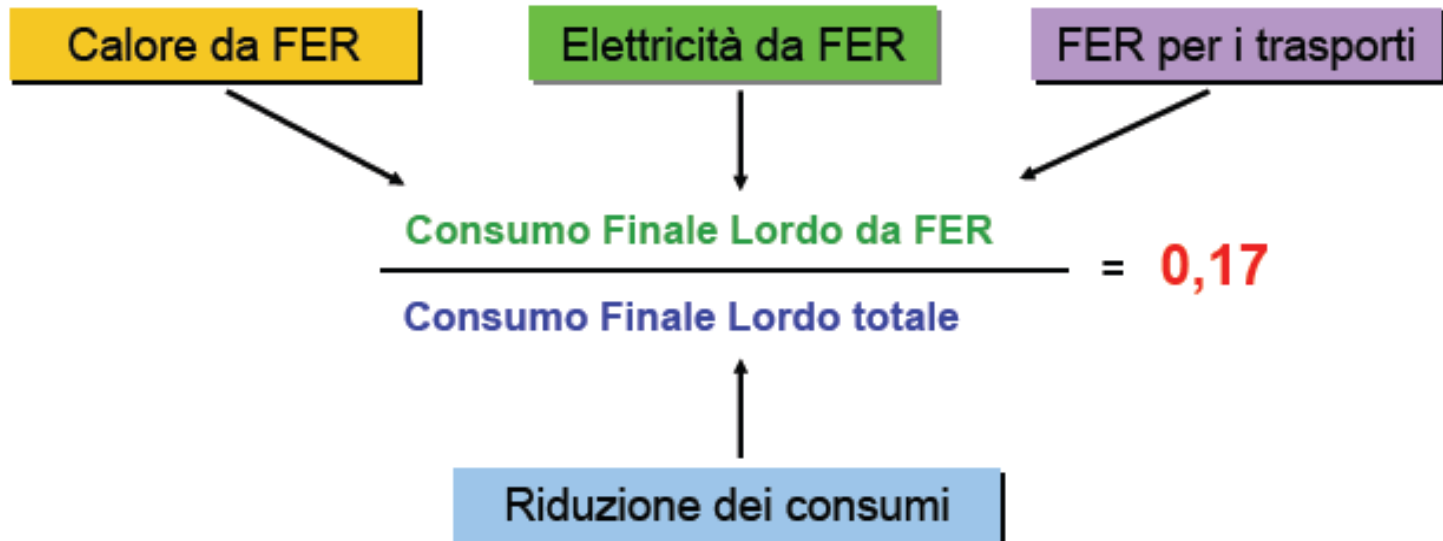 Calore da FER
Elettricità da FER
FER per i trasporti
Consumo Finale Lordo da FER
= 0,17
Consumo Finale Lordo totale
Riduzione dei consumi